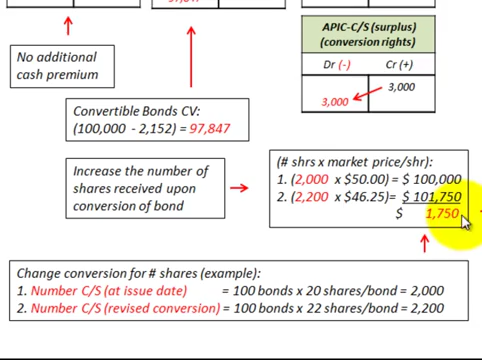 97,847
APIC-C/S (surplus)
(conversion rights)
Dr (-) Cr (+)
3,000
3,000
No additional
cash premium
Convertible Bonds CV:
(100,000 - 2,152) = 97,847
Increase the number of
shares received upon
conversion of bond
(# shrs x market price/shr):
1. (2,000 x $50.00) = $ 100,000
2. (2,200 x $46.25)= $ 101,750
$ 1,750
Change conversion for # shares (example):
1. Number C/S (at issue date) = 100 bonds x 20 shares/bond = 2,000
2. Number C/S (revised conversion) = 100 bonds x 22 shares/bond = 2,200